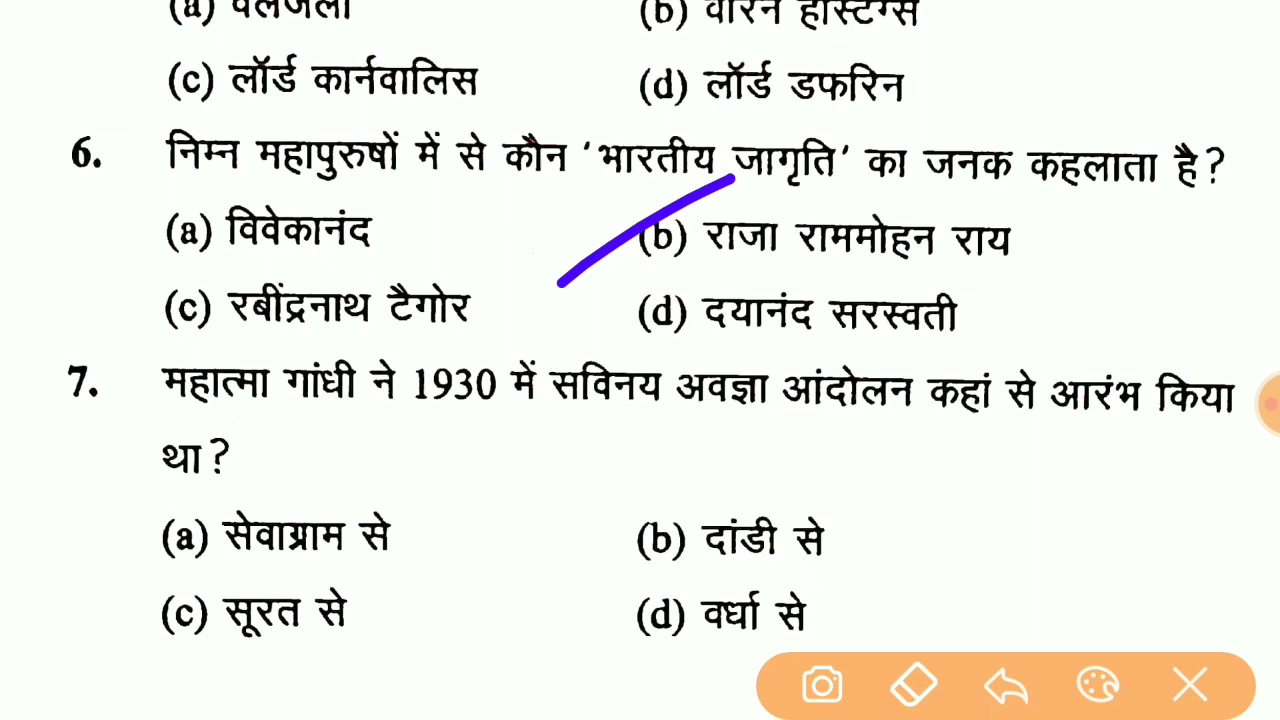 (a) वेलेजली (b) वारेन हेस्टिंग्स
(c) लॉर्ड कार्नवालिस (d) लॉर्ड डफरिन
6. निम्न महापुरुषों में से कौन ‘भारतीय जागृति’ का जनक कहलाता है?
(a) विवेकानंद (b) राजा राममोहन राय
(c) रबींद्रनाथ टैगोर (d) दयानंद सरस्वती
7. महात्मा गांधी ने 1930 में सविनय अवज्ञा आंदोलन कहां से आरंभ किया
था?
(a) सेवाग्राम से (b) दांडी से
(c) सूरत से (d) वर्धा से